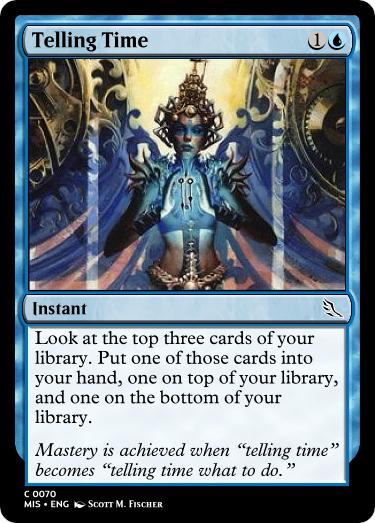 Telling Time 1
Instant
Look at the top three cards of your
library. Put one of those cards into
your hand, one on top of your library,
and one on the bottom of your
library.
Mastery is achieved when “telling time”
becomes “telling time what to do.”
C 0070
MIS • ENG Scott M. Fischer